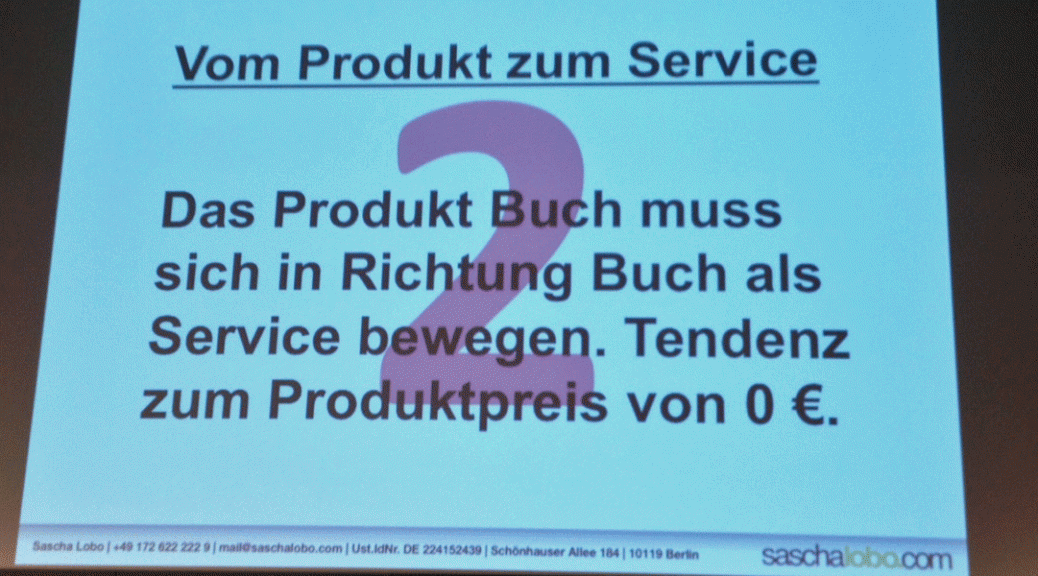 Vom Produkt zum Service
2
Das Produkt Buch muss
sich in Richtung Buch als
Service bewegen. Tendenz
zum Produktpreis von 0 €.
Sascha Lobo | +49 172 622 222 9 | mail@saschalobo.com | Ust.IdNr. DE 224152439 | Schönhauser Allee 184 | 10119 Berlin
saschalobo.com